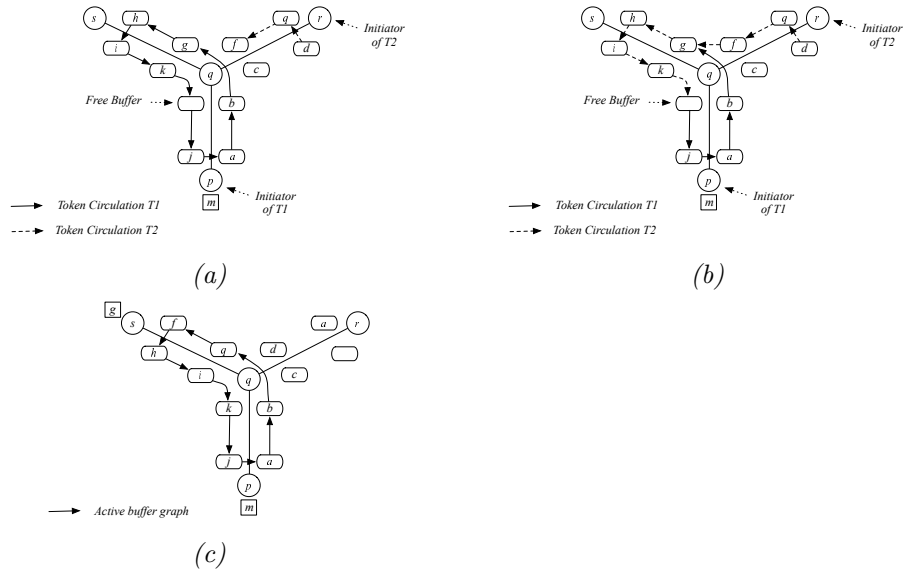 s
h
q
r
Initiator
of T2
i
g
f
d
k
q
c
Free Buffer
b
j
a
p
Initiator
of T1
m
Token Circulation T1
Token Circulation T2
(a)
s
h
q
r
Initiator
of T2
i
g
f
d
k
q
c
Free Buffer
b
j
a
p
Initiator
of T1
m
Token Circulation T1
Token Circulation T2
(b)
g
s
f
a
r
h
q
d
i
q
c
k
b
j
a
p
m
Active buffer graph
(c)